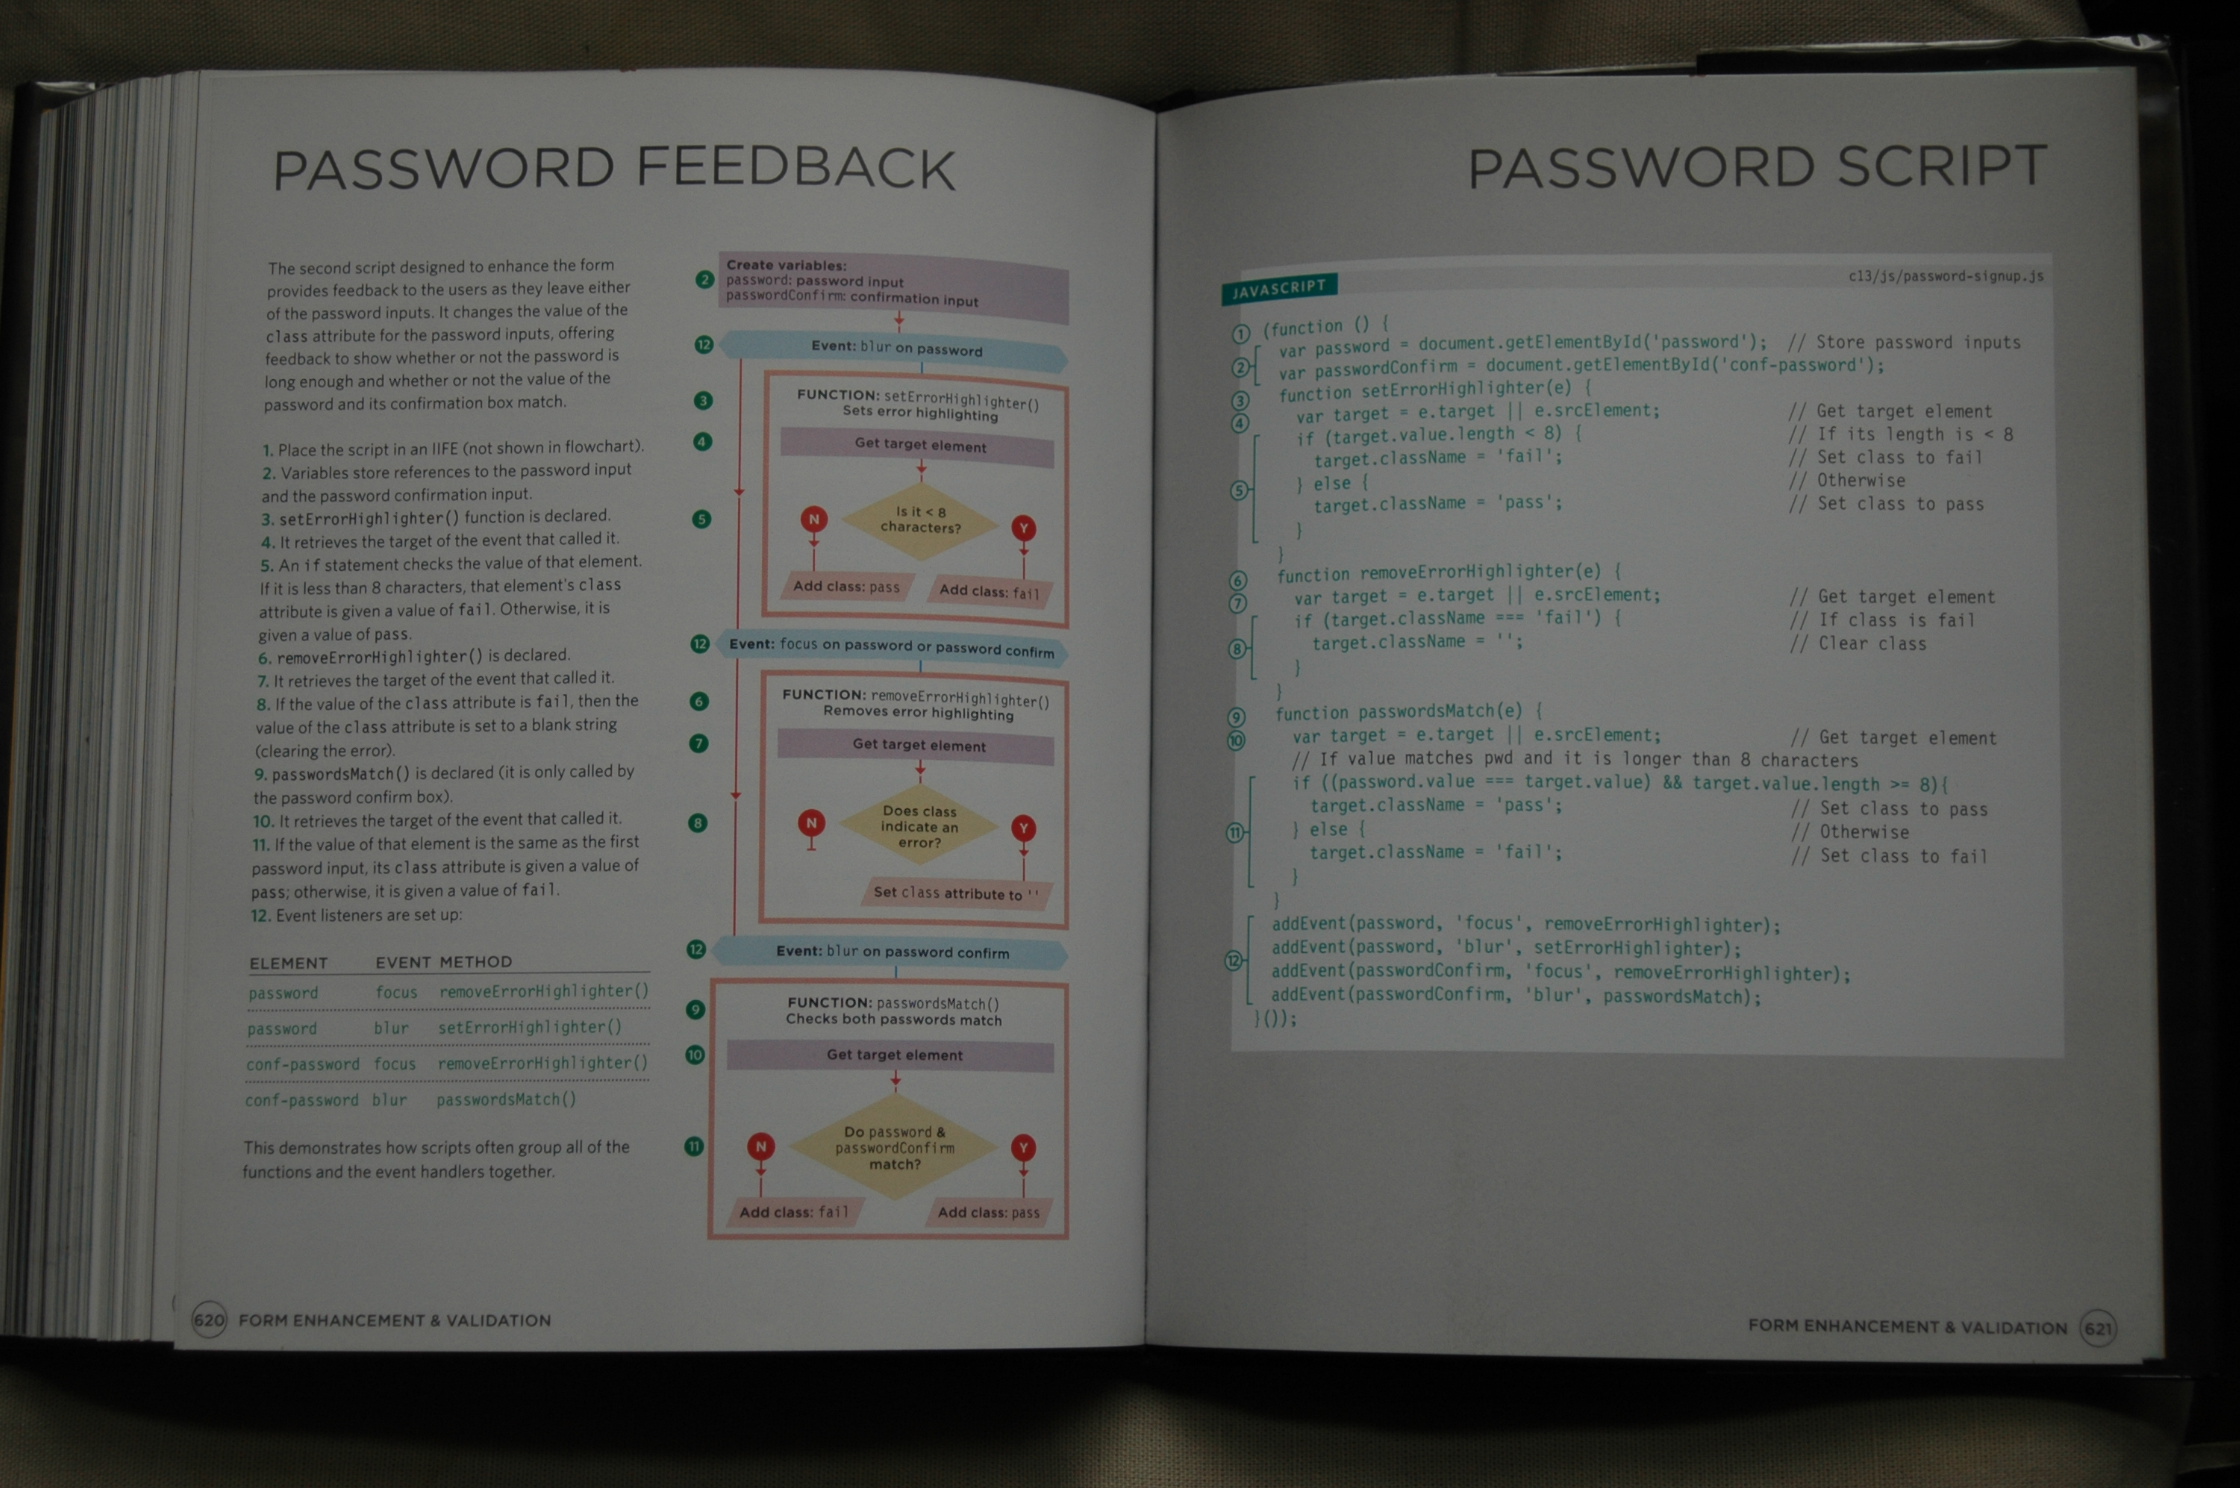 PASSWORD FEEDBACK
The second script designed to enhance the form
provides feedback to the users as they leave either
of the password inputs. It changes the value of the
class attribute for the password inputs, offering
feedback to show whether or not the password is
long enough and whether or not the value of the
password and its confirmation box match.
1. Place the script in an IIFE (not shown in flowchart).
2. Variables store references to the password input
and the password confirmation input.
3. setErrorHighlighter() function is declared.
4. It retrieves the target of the event that called it.
5. An if statement checks the value of that element.
If it is less than 8 characters, that element's class
attribute is given a value of fail. Otherwise, it is
given a value of pass.
6. removeErrorHighlighter() is declared.
7. It retrieves the target of the event that called it.
8. If the value of the class attribute is fail, then the
value of the class attribute is set to a blank string
(clearing the error).
9. passwordsMatch() is declared (it is only called by
the password confirm box).
10. It retrieves the target of the event that called it.
11. If the value of that element is the same as the first
password input, its class attribute is given a value of
pass; otherwise, it is given a value of fail.
12. Event listeners are set up:
ELEMENT EVENT METHOD
password focus removeErrorHighlighter()
password blur setErrorHighlighter()
conf-password focus removeErrorHighlighter()
conf-password blur passwordsMatch()
This demonstrates how scripts often group all of the
functions and the event handlers together.
2 Create variables:
password: password input
passwordConfirm: confirmation input
12 Event: blur on password
3 FUNCTION: setErrorHighlighter()
Sets error highlighting
4 Get target element
5 N Is it < 8 Y
characters?
Add class: pass Add class: fail
12 Event: focus on password or password confirm
6 FUNCTION: removeErrorHighlighter()
Removes error highlighting
7 Get target element
8 N Does class Y
indicate an
error?
Set class attribute to ''
12 Event: blur on password confirm
9 FUNCTION: passwordsMatch()
Checks both passwords match
10 Get target element
11 N Do password & Y
passwordConfirm
match?
Add class: fail Add class: pass
620 FORM ENHANCEMENT & VALIDATION
PASSWORD SCRIPT
JAVASCRIPT c13/js/password-signup.js
1 (function () {
2 var password = document.getElementById('password'); // Store password inputs
var passwordConfirm = document.getElementById('conf-password');
3 function setErrorHighlighter(e) {
4 var target = e.target || e.srcElement; // Get target element
if (target.value.length < 8) { // If its length is < 8
target.className = 'fail'; // Set class to fail
5 } else { // Otherwise
target.className = 'pass'; // Set class to pass
}
}
6 function removeErrorHighlighter(e) {
7 var target = e.target || e.srcElement; // Get target element
if (target.className === 'fail') { // If class is fail
8 target.className = ''; // Clear class
}
}
9 function passwordsMatch(e) {
10 var target = e.target || e.srcElement; // Get target element
// If value matches pwd and it is longer than 8 characters
if ((password.value === target.value) && target.value.length >= 8){
target.className = 'pass'; // Set class to pass
11 } else { // Otherwise
target.className = 'fail'; // Set class to fail
}
}
addEvent(password, 'focus', removeErrorHighlighter);
addEvent(password, 'blur', setErrorHighlighter);
12 addEvent(passwordConfirm, 'focus', removeErrorHighlighter);
addEvent(passwordConfirm, 'blur', passwordsMatch);
}());
FORM ENHANCEMENT & VALIDATION 621